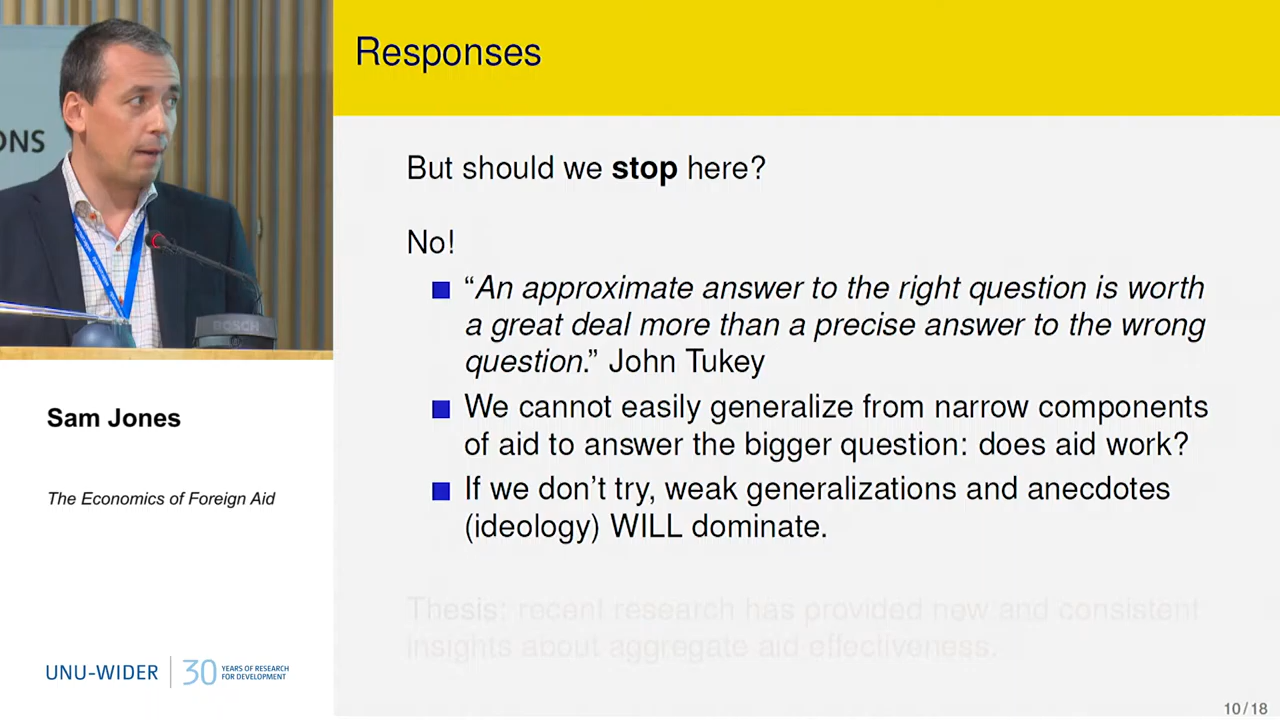 Responses
But should we stop here?
No!
“An approximate answer to the right question is worth
a great deal more than a precise answer to the wrong
question.” John Tukey
We cannot easily generalize from narrow components
of aid to answer the bigger question: does aid work?
If we don't try, weak generalizations and anecdotes
(ideology) WILL dominate.
Thesis: recent research has provided new and consistent
insights about aggregate aid effectiveness.
10/18
ONS
BOSCH
Sam Jones
The Economics of Foreign Aid
UNU-WIDER
30 YEARS OF RESEARCH
FOR DEVELOPMENT